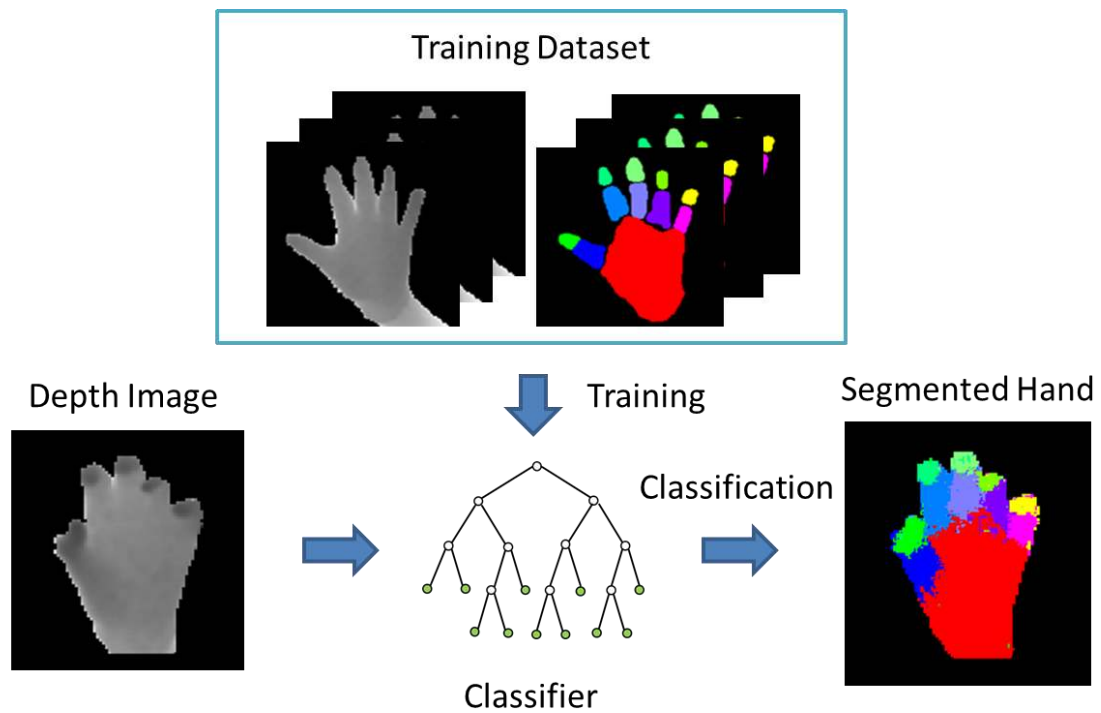 Training Dataset
Depth Image
Training
Segmented Hand
Classification
Classifier